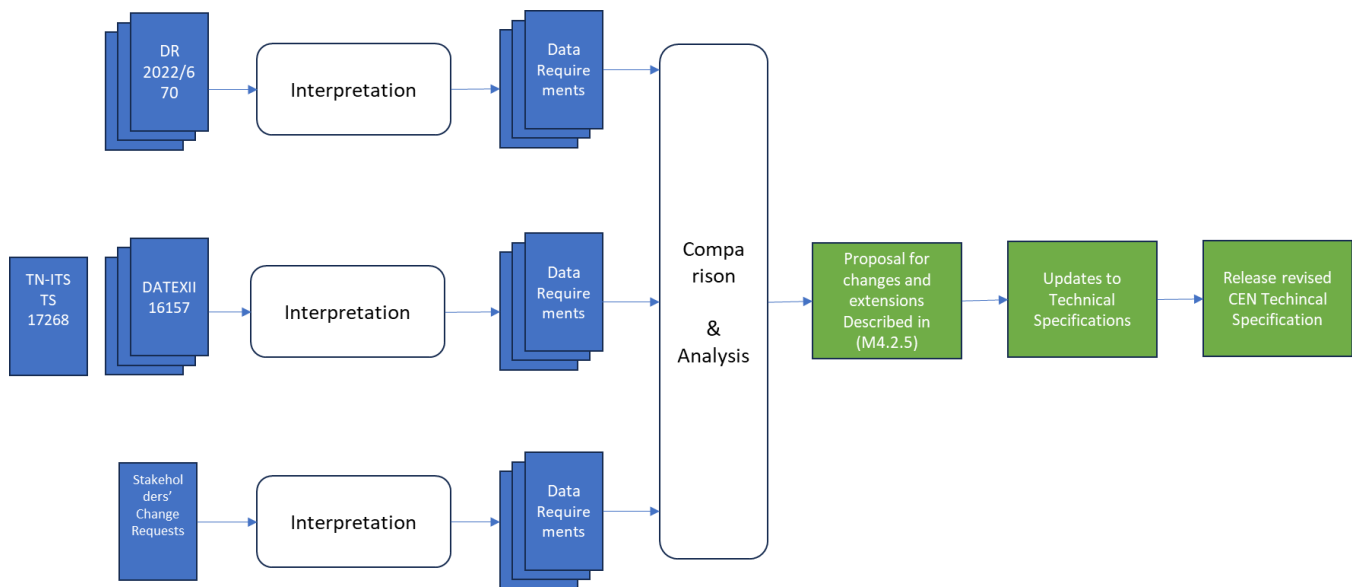 DR
2022/6
70
Interpretation
Data
Require
ments
TN-ITS
TS
17268
DATEXII
16157
Interpretation
Data
Require
ments
Stakehol
ders’
Change
Requests
Interpretation
Data
Require
ments
Compa
rison
&
Analysis
Proposal for
changes and
extensions
Described in
(M4.2.5)
Updates to
Technical
Specifications
Release revised
CEN Techincal
Specification